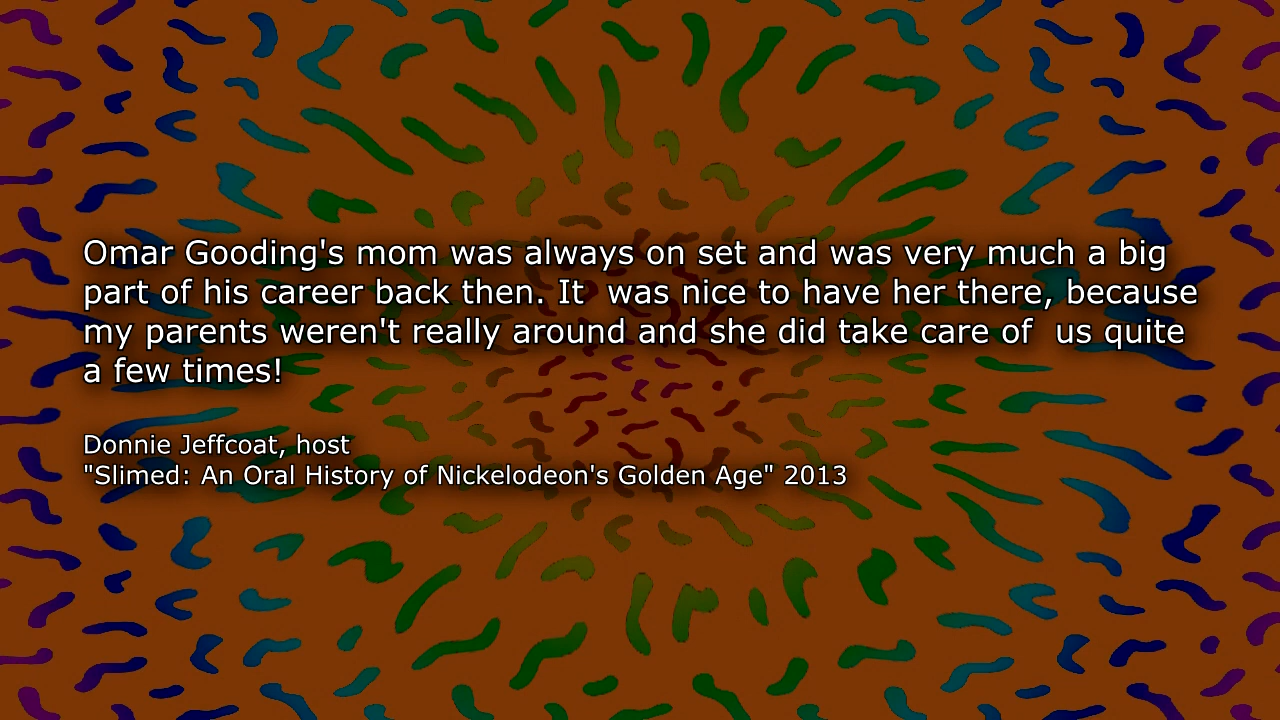 Omar Gooding's mom was always on set and was very much a big
part of his career back then. It  was nice to have her there, because
my parents weren't really around and she did take care of  us quite
a few times!
Donnie Jeffcoat, host
"Slimed: An Oral History of Nickelodeon's Golden Age" 2013